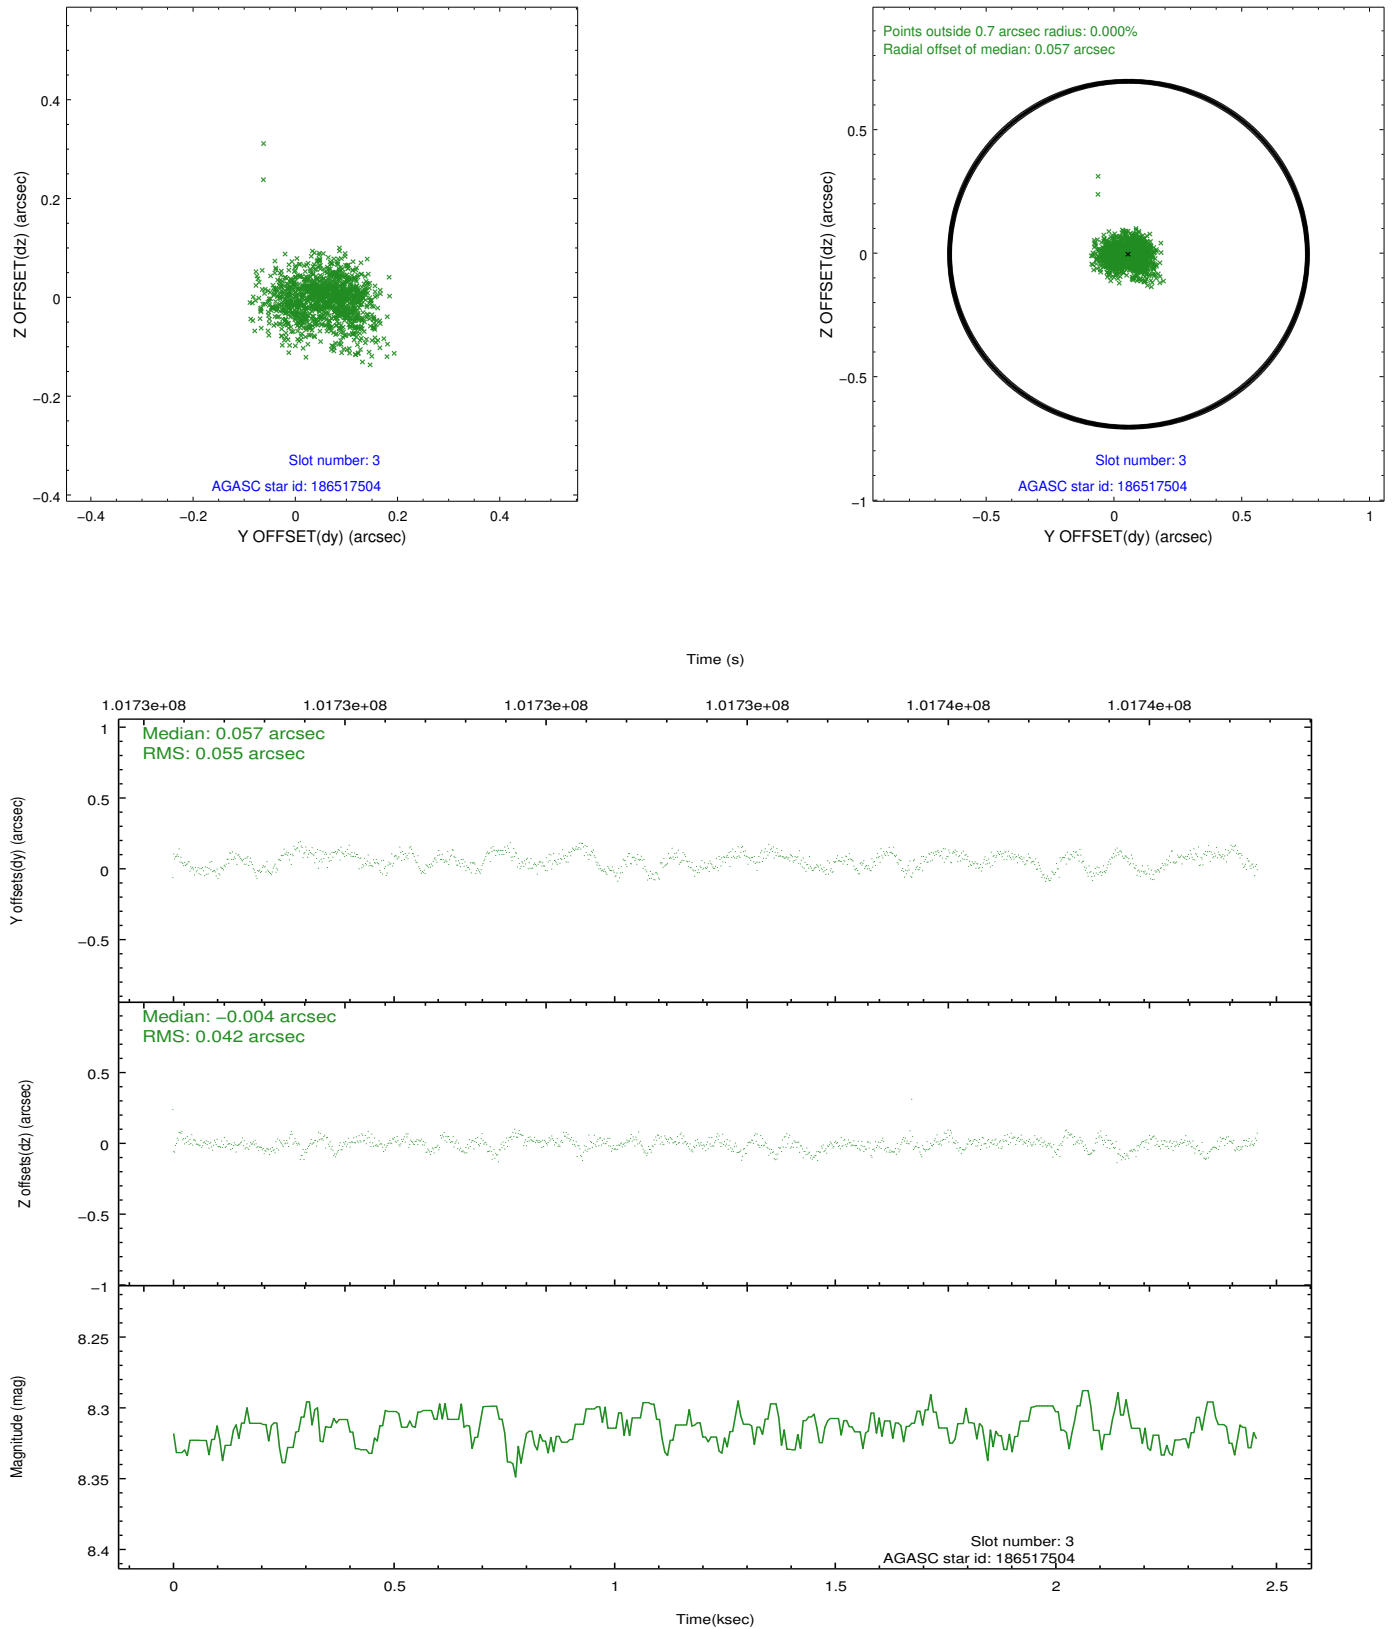 0.4
0.2
0
−0.2
−0.4
Z OFFSET(dz) (arcsec)
Slot number: 3
AGASC star id: 186517504
−0.4 −0.2 0 0.2 0.4
Y OFFSET(dy) (arcsec)
Points outside 0.7 arcsec radius: 0.000%
Radial offset of median: 0.057 arcsec
0.5
0
−0.5
−1
Z OFFSET(dz) (arcsec)
Slot number: 3
AGASC star id: 186517504
−0.5 0 0.5 1
Y OFFSET(dy) (arcsec)
Time (s)
1.0173e+08 1.0173e+08 1.0173e+08 1.0173e+08 1.0174e+08 1.0174e+08
Median: 0.057 arcsec
RMS: 0.055 arcsec
1
0.5
0
−0.5
Y offsets(dy) (arcsec)
Median: −0.004 arcsec
RMS: 0.042 arcsec
0.5
0
−0.5
−1
Z offsets(dz) (arcsec)
8.25
8.3
8.35
8.4
Magnitude (mag)
Slot number: 3
AGASC star id: 186517504
0 0.5 1 1.5 2 2.5
Time(ksec)